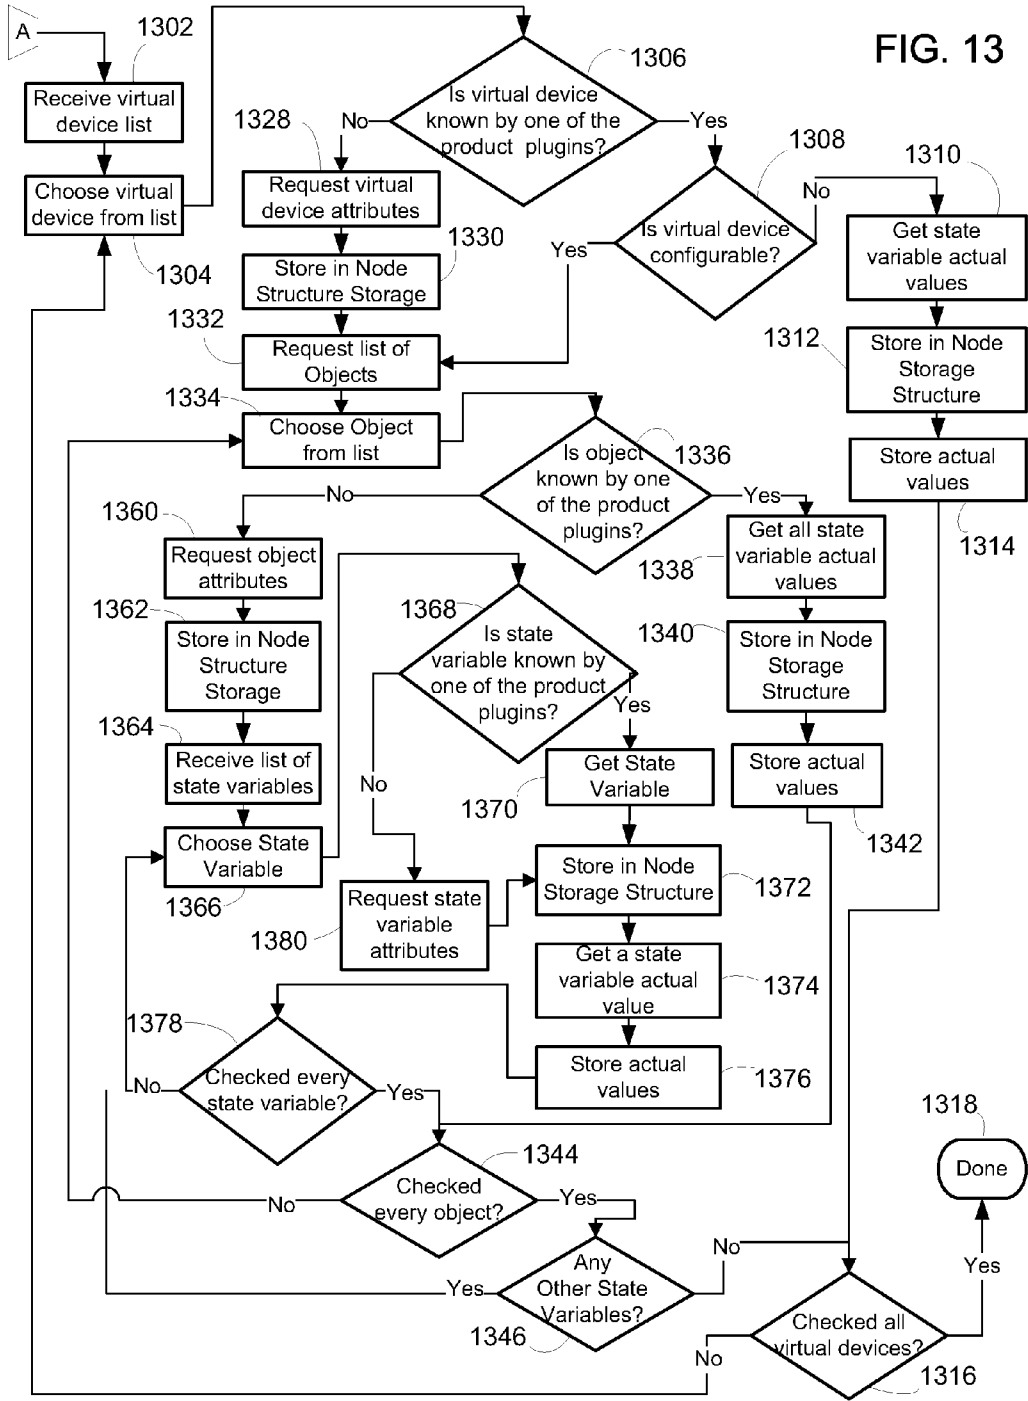 A
1302
FIG. 13
Receive virtual
device list
Choose virtual
device from list
1304
1306
Is virtual device
known by one of the
product plugins?
No
Yes
1328
Request virtual
device attributes
1330
Store in Node
Structure Storage
1332
Request list of
Objects
1334
Choose Object
from list
1308
Is virtual device
configurable?
Yes
No
1310
Get state
variable actual
values
1312
Store in Node
Storage
Structure
Store actual
values
1314
1336
Is object
known by one
of the product
plugins?
No
Yes
1360
Request object
attributes
1362
Store in Node
Structure
Storage
1364
Receive list of
state variables
Choose State
Variable
1366
1338
Get all state
variable actual
values
1340
Store in Node
Storage
Structure
Store actual
values
1342
1368
Is state
variable known by
one of the product
plugins?
No
Yes
Get State
Variable
1370
Store in Node
Storage Structure
1372
Request state
variable
attributes
1380
Get a state
variable actual
value
1374
Store actual
values
1376
1378
Checked every
state variable?
No
Yes
1344
Checked
every object?
No
Yes
Any
Other State
Variables?
1346
Yes
No
1318
Done
Yes
Checked all
virtual devices?
No
1316